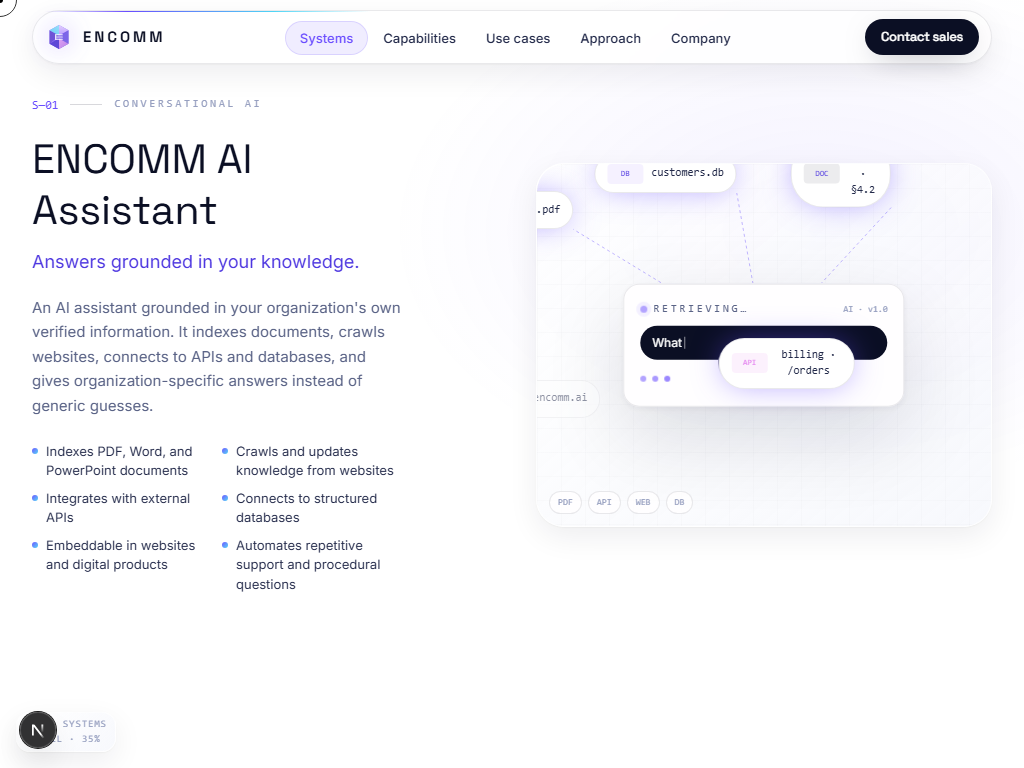 ENCOMM
Systems
Capabilities
Use cases
Approach
Company
Contact sales
S—01
CONVERSATIONAL AI
ENCOMM AI
Assistant
Answers grounded in your knowledge.
An AI assistant grounded in your organization's own
verified information. It indexes documents, crawls
websites, connects to APIs and databases, and
gives organization-specific answers instead of
generic guesses.
Indexes PDF, Word, and
PowerPoint documents
Crawls and updates
knowledge from websites
Integrates with external
APIs
Connects to structured
databases
Embeddable in websites
and digital products
Automates repetitive
support and procedural
questions
DB
customers.db
DOC
·
§4.2
.pdf
RETRIEVING…
AI · v1.0
What
API
billing ·
/orders
encomm.ai
PDF
API
WEB
DB
N
SYSTEMS
L · 35%